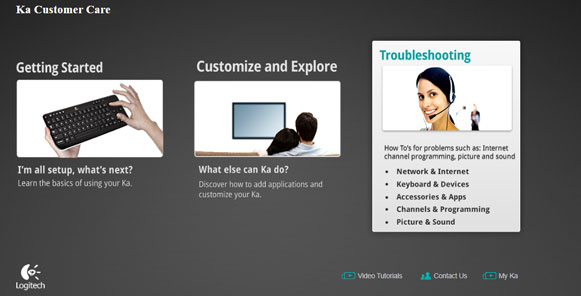 Ka Customer Care
Getting Started
I'm all setup, what's next?
Learn the basics of using your Ka.
Customize and Explore
What else can Ka do?
Discover how to add applications and
customize your Ka.
Troubleshooting
How To's for problems such as: Internet
channel programming, picture and sound
• Network & Internet
• Keyboard & Devices
• Accessories & Apps
• Channels & Programming
• Picture & Sound
Logitech
Video Tutorials
Contact Us
My Ka